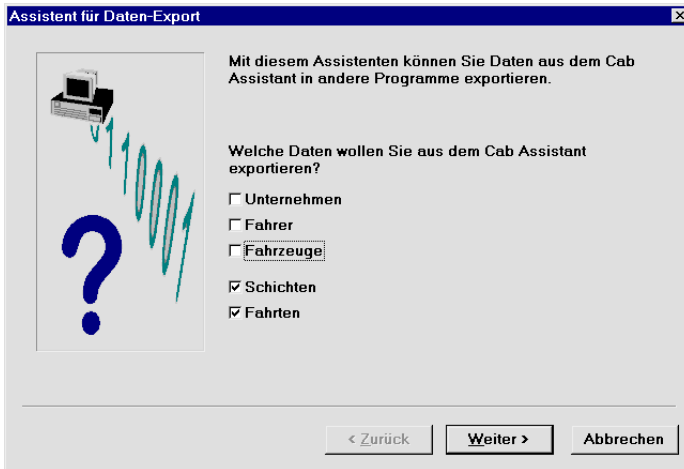 Assistent für Daten-Export
Mit diesem Assistenten können Sie Daten aus dem Cab
Assistant in andere Programme exportieren.
Welche Daten wollen Sie aus dem Cab Assistant
exportieren?
Unternehmen
Fahrer
Fahrzeuge
Schichten
Fahrten
< Zurück
Weiter >
Abbrechen
110001
?